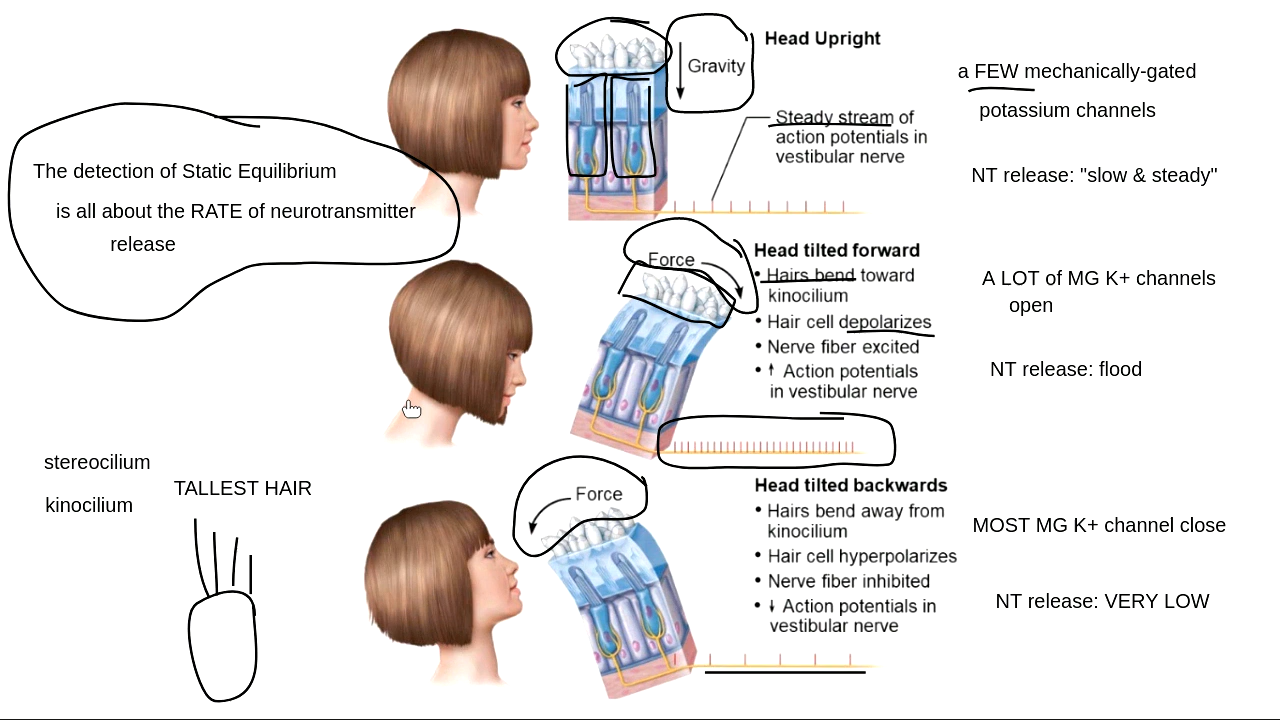 Head Upright
Gravity
Steady stream of
action potentials in
vestibular nerve
a FEW mechanically-gated
potassium channels
NT release: "slow & steady"
The detection of Static Equilibrium
is all about the RATE of neurotransmitter
release
Force
Head tilted forward
• Hairs bend toward
kinocilium
• Hair cell depolarizes
• Nerve fiber excited
• ↑ Action potentials
in vestibular nerve
A LOT of MG K+ channels
open
NT release: flood
stereocilium
kinocilium
TALLEST HAIR
Force
Head tilted backwards
• Hairs bend away from
kinocilium
• Hair cell hyperpolarizes
• Nerve fiber inhibited
• ↓ Action potentials in
vestibular nerve
MOST MG K+ channel close
NT release: VERY LOW